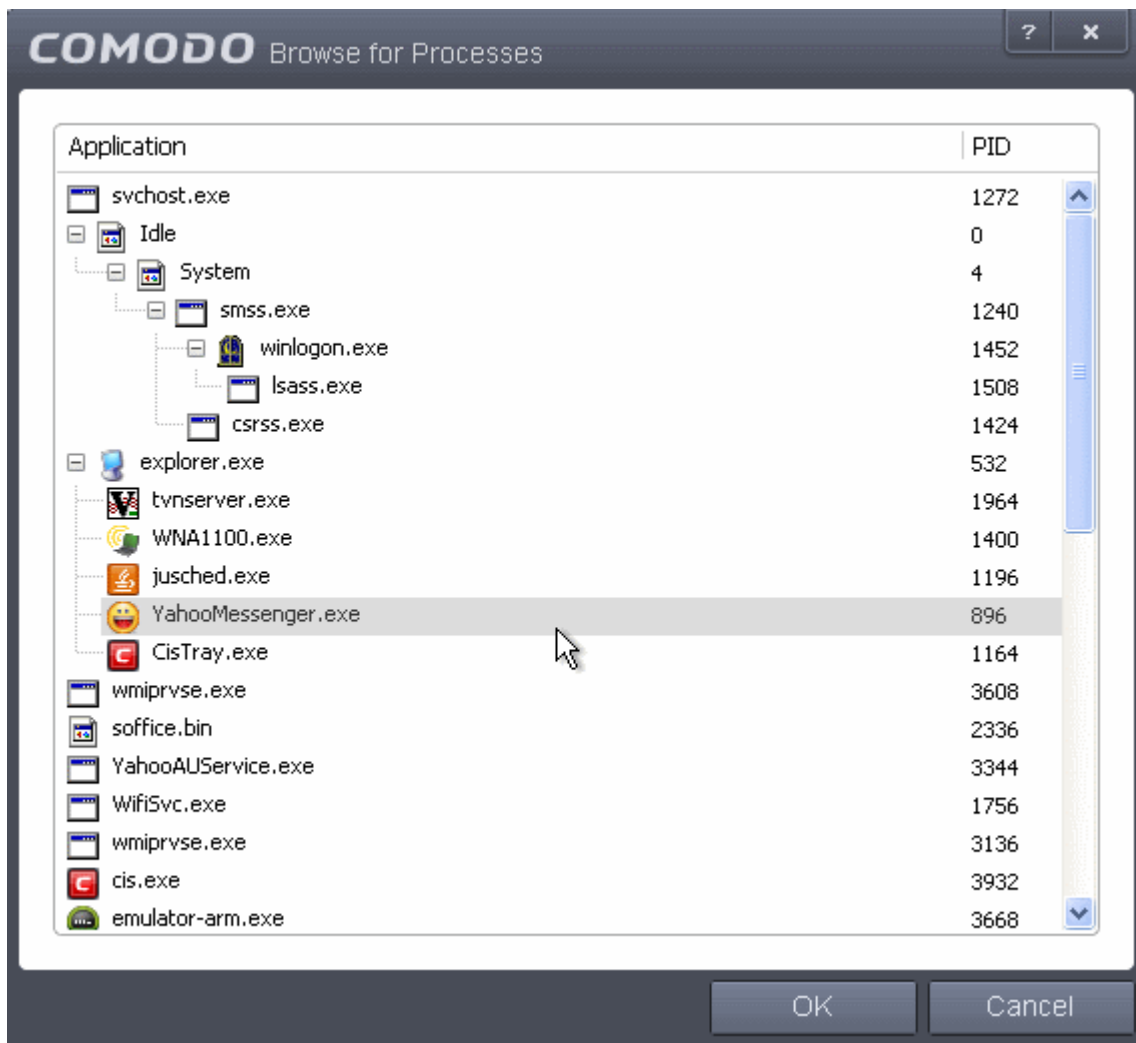 COMODO Browse for Processes ? ×
Application PID
svchost.exe 1272
Idle 0
System 4
smss.exe 1240
winlogon.exe 1452
lsass.exe 1508
csrss.exe 1424
explorer.exe 532
tvnserver.exe 1964
WNA1100.exe 1400
jusched.exe 1196
YahooMessenger.exe 896
CisTray.exe 1164
wmiprvse.exe 3608
soffice.bin 2336
YahooAUService.exe 3344
WifiSvc.exe 1756
wmiprvse.exe 3136
cis.exe 3932
emulator-arm.exe 3668
OK Cancel